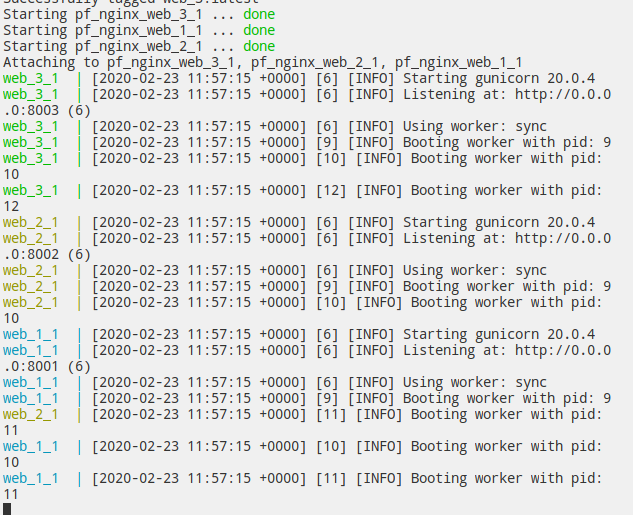 Successfully tagged web_3:latest
Starting pf_nginx_web_3_1 ... done
Starting pf_nginx_web_1_1 ... done
Starting pf_nginx_web_2_1 ... done
Attaching to pf_nginx_web_3_1, pf_nginx_web_2_1, pf_nginx_web_1_1
web_3_1  | [2020-02-23 11:57:15 +0000] [6] [INFO] Starting gunicorn 20.0.4
web_3_1  | [2020-02-23 11:57:15 +0000] [6] [INFO] Listening at: http://0.0.0
.0:8003 (6)
web_3_1  | [2020-02-23 11:57:15 +0000] [6] [INFO] Using worker: sync
web_3_1  | [2020-02-23 11:57:15 +0000] [9] [INFO] Booting worker with pid: 9
web_3_1  | [2020-02-23 11:57:15 +0000] [10] [INFO] Booting worker with pid:
10
web_3_1  | [2020-02-23 11:57:15 +0000] [12] [INFO] Booting worker with pid:
12
web_2_1  | [2020-02-23 11:57:15 +0000] [6] [INFO] Starting gunicorn 20.0.4
web_2_1  | [2020-02-23 11:57:15 +0000] [6] [INFO] Listening at: http://0.0.0
.0:8002 (6)
web_2_1  | [2020-02-23 11:57:15 +0000] [6] [INFO] Using worker: sync
web_2_1  | [2020-02-23 11:57:15 +0000] [9] [INFO] Booting worker with pid: 9
web_2_1  | [2020-02-23 11:57:15 +0000] [10] [INFO] Booting worker with pid:
10
web_1_1  | [2020-02-23 11:57:15 +0000] [6] [INFO] Starting gunicorn 20.0.4
web_1_1  | [2020-02-23 11:57:15 +0000] [6] [INFO] Listening at: http://0.0.0
.0:8001 (6)
web_1_1  | [2020-02-23 11:57:15 +0000] [6] [INFO] Using worker: sync
web_1_1  | [2020-02-23 11:57:15 +0000] [9] [INFO] Booting worker with pid: 9
web_2_1  | [2020-02-23 11:57:15 +0000] [11] [INFO] Booting worker with pid:
11
web_1_1  | [2020-02-23 11:57:15 +0000] [10] [INFO] Booting worker with pid:
10
web_1_1  | [2020-02-23 11:57:15 +0000] [11] [INFO] Booting worker with pid:
11